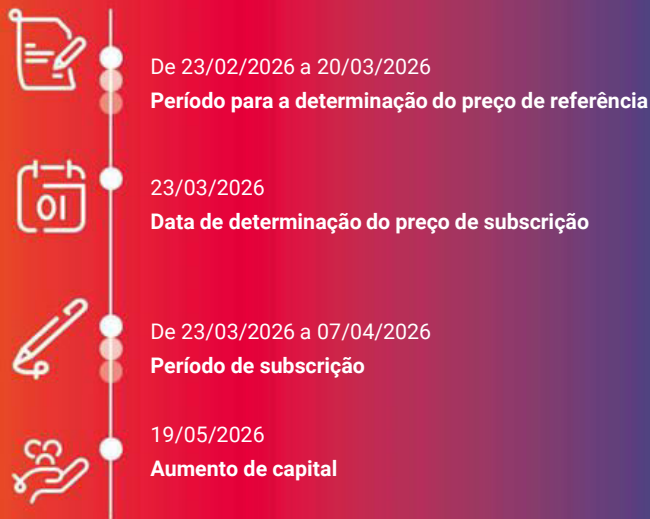 De 23/02/2026 a 20/03/2026
Período para a determinação do preço de referência
01
23/03/2026
Data de determinação do preço de subscrição
De 23/03/2026 a 07/04/2026
Período de subscrição
19/05/2026
Aumento de capital